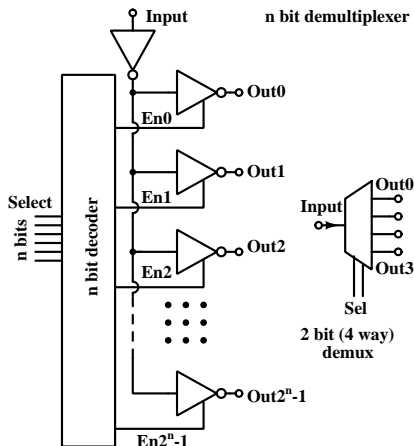 Input
n bit demultiplexer
Out0
En0
Out1
En1
Select
n bits
n bit decoder
Out2
En2
Out2ⁿ-1
En2ⁿ-1
Out0
Input
Out3
Sel
2 bit (4 way)
demux